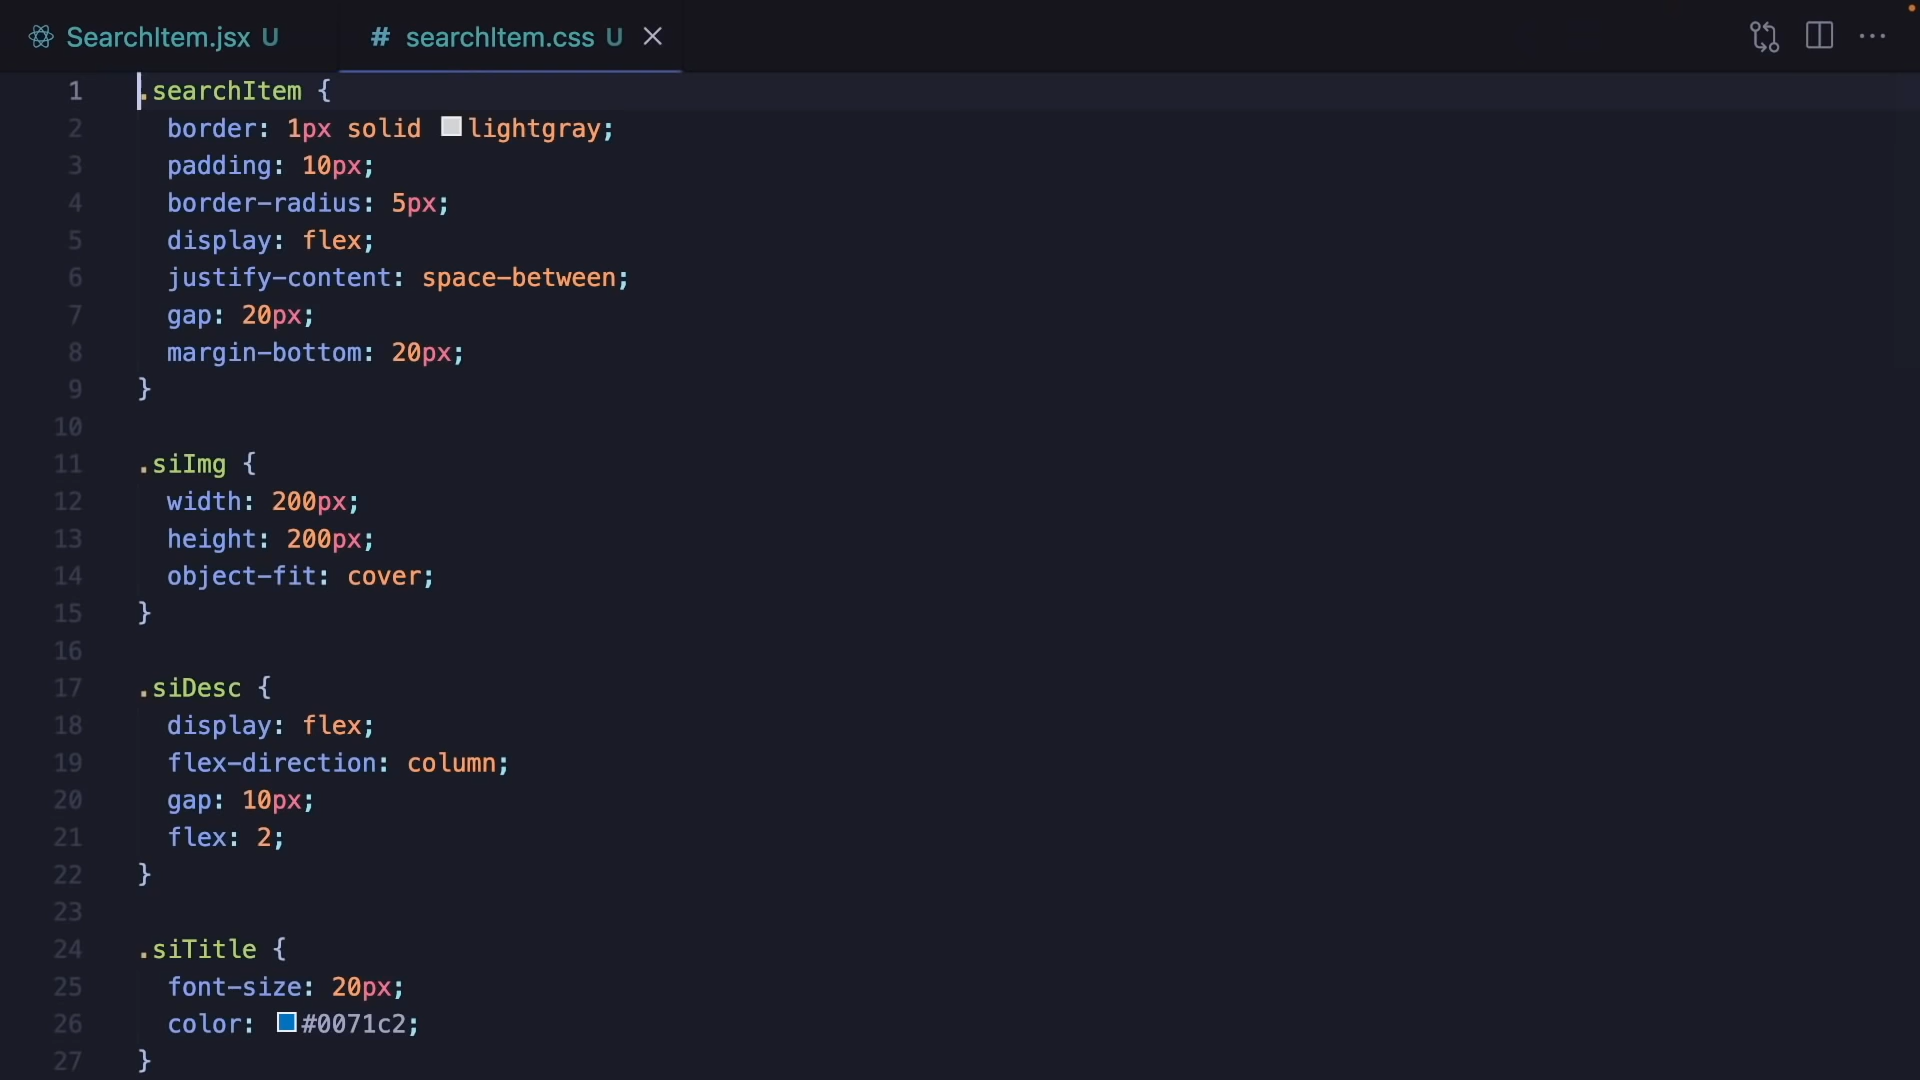 SearchItem.jsx U # searchItem.css U
1 .searchItem {
2 border: 1px solid lightgray;
3 padding: 10px;
4 border-radius: 5px;
5 display: flex;
6 justify-content: space-between;
7 gap: 20px;
8 margin-bottom: 20px;
9 }
10
11 .siImg {
12 width: 200px;
13 height: 200px;
14 object-fit: cover;
15 }
16
17 .siDesc {
18 display: flex;
19 flex-direction: column;
20 gap: 10px;
21 flex: 2;
22 }
23
24 .siTitle {
25 font-size: 20px;
26 color: #0071c2;
27 }